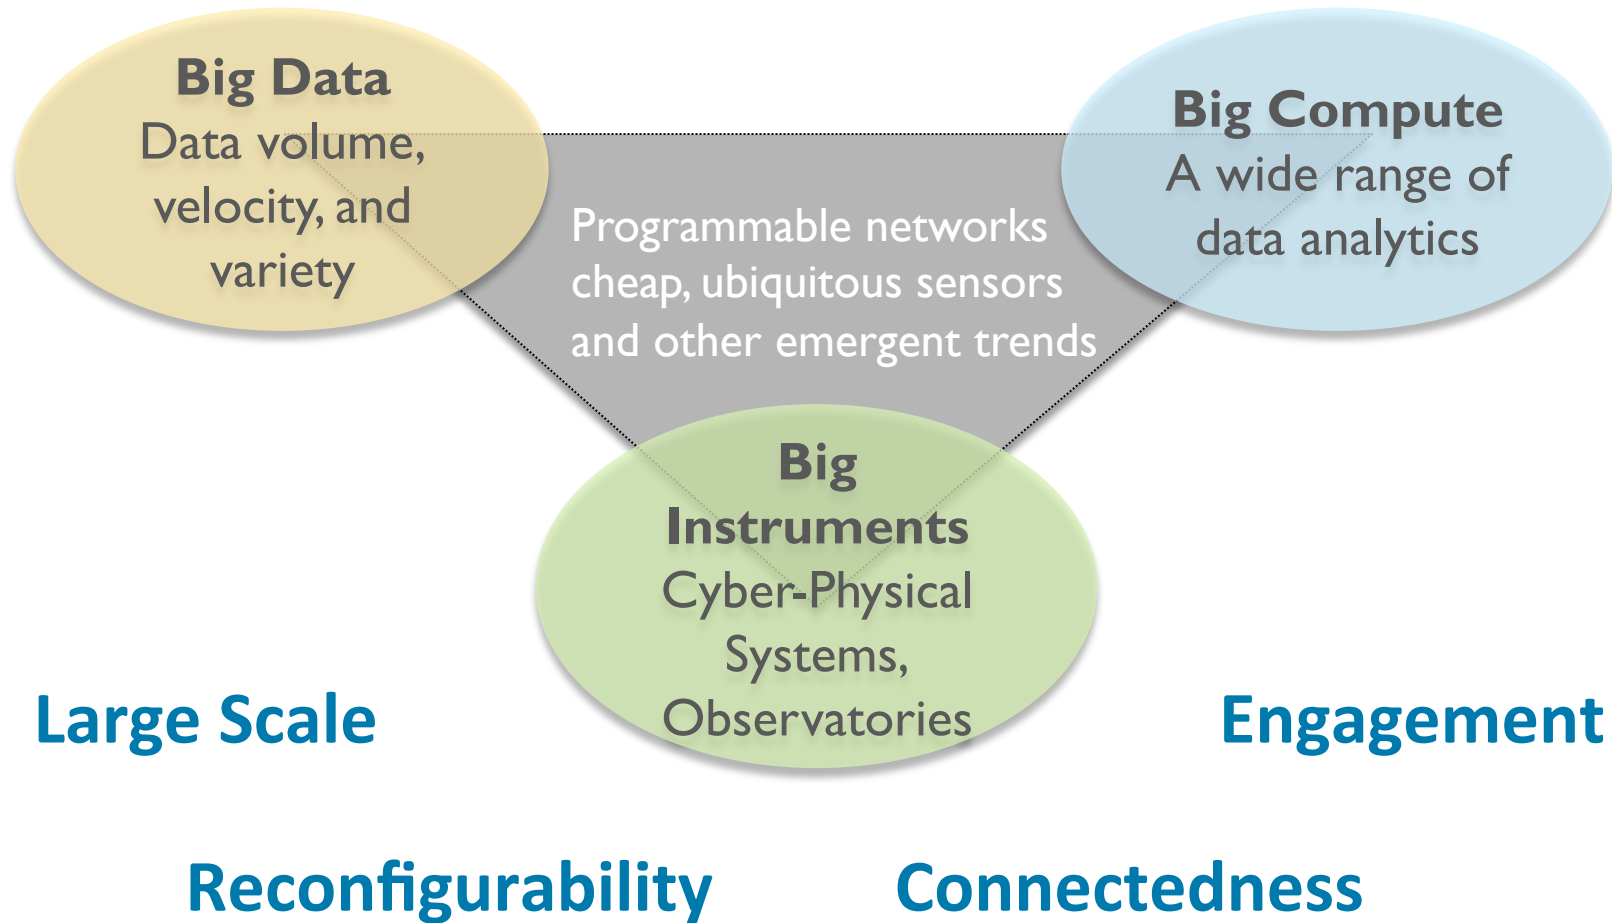 Big Data
Data volume,
velocity, and
variety
Big Compute
A wide range of
data analytics
Programmable networks
cheap, ubiquitous sensors
and other emergent trends
Big
Instruments
Cyber-Physical
Systems,
Observatories
Large Scale
Engagement
Reconfigurability
Connectedness